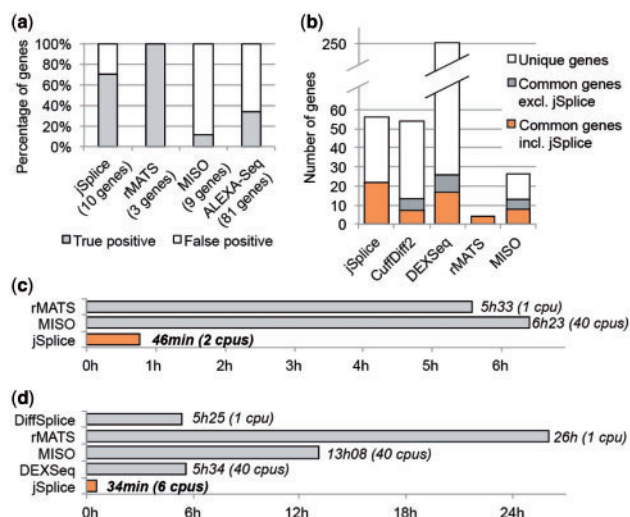 (a)
Percentage of genes
100%
80%
60%
40%
20%
0%
jSplice
(10 genes)
rMATS
(3 genes)
MISO
(9 genes)
ALEXA-Seq
(81 genes)
True positive
False positive
(b)
Number of genes
250
60
50
40
30
20
10
0
Unique genes
Common genes
excl. jSplice
Common genes
incl. jSplice
jSplice
CuffDiff2
DEXSeq
rMATS
MISO
(c)
rMATS
5h33 (1 cpu)
MISO
6h23 (40 cpus)
jSplice
46min (2 cpus)
0h 1h 2h 3h 4h 5h 6h
(d)
DiffSplice
5h25 (1 cpu)
rMATS
26h (1 cpu)
MISO
13h08 (40 cpus)
DEXSeq
5h34 (40 cpus)
jSplice
34min (6 cpus)
0h 6h 12h 18h 24h